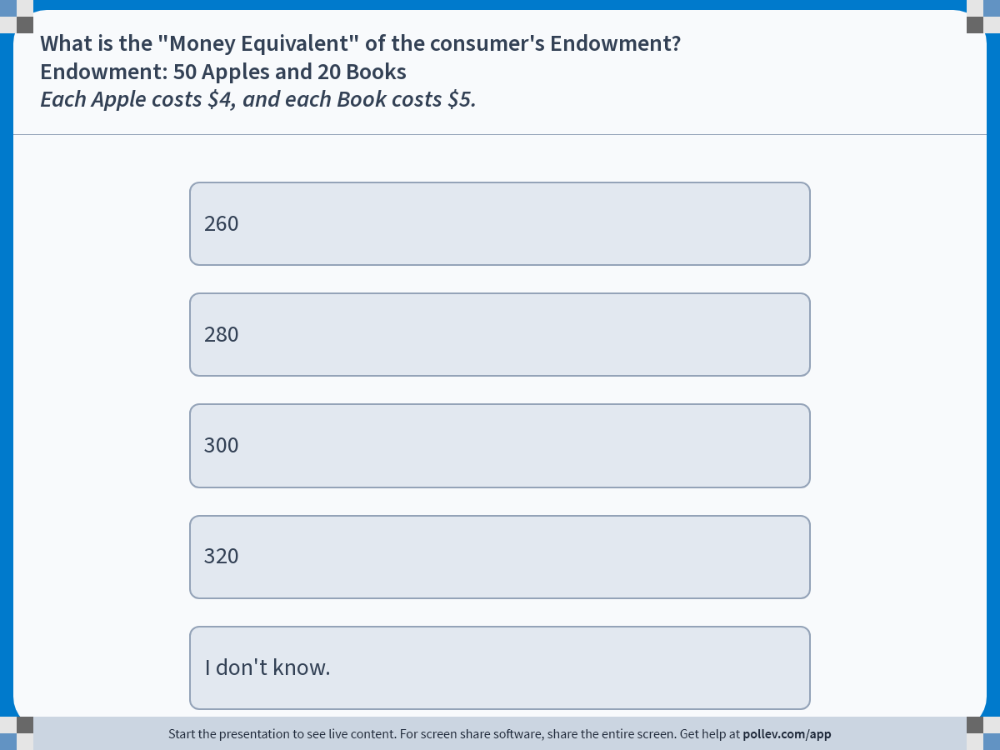 What is the "Money Equivalent" of the consumer's Endowment?
Endowment: 50 Apples and 20 Books
Each Apple costs $4, and each Book costs $5.
260
280
300
320
I don't know.
Start the presentation to see live content. For screen share software, share the entire screen. Get help at pollev.com/app